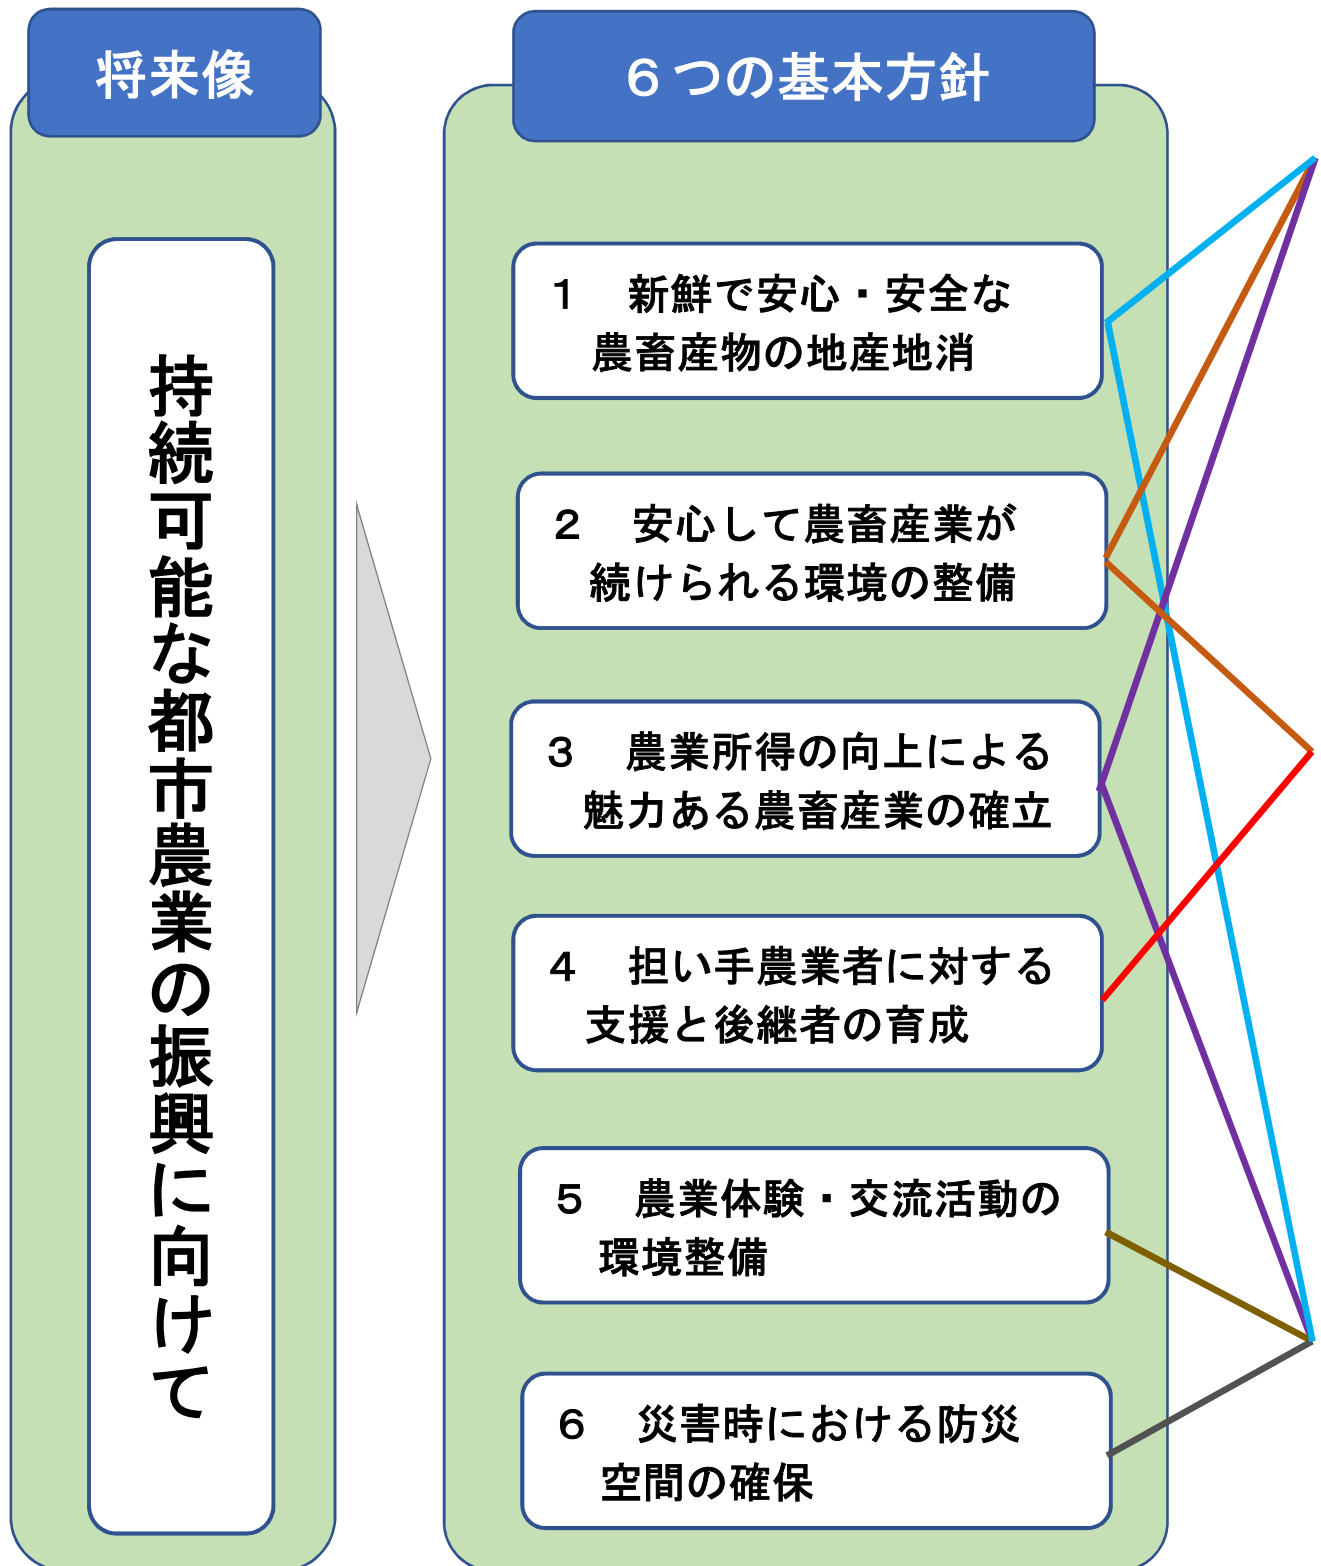 将来像
持続可能な都市農業の振興に向けて
６つの基本方針
１　新鮮で安心・安全な
農畜産物の地産地消
２　安心して農畜産業が
続けられる環境の整備
３　農業所得の向上による
魅力ある農畜産業の確立
４　担い手農業者に対する
支援と後継者の育成
５　農業体験・交流活動の
環境整備
６　災害時における防災
空間の確保